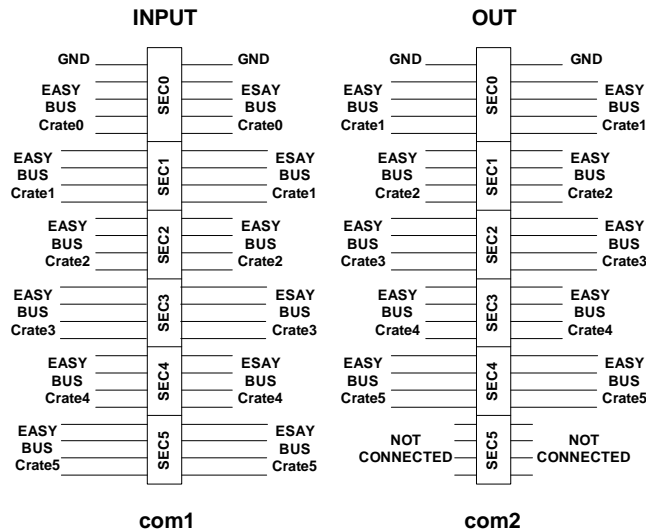 INPUT
GND
EASY
BUS
Crate0
EASY
BUS
Crate1
EASY
BUS
Crate2
EASY
BUS
Crate3
EASY
BUS
Crate4
EASY
BUS
Crate5
SEC0
SEC1
SEC2
SEC3
SEC4
SEC5
GND
ESAY
BUS
Crate0
ESAY
BUS
Crate1
ESAY
BUS
Crate2
ESAY
BUS
Crate3
ESAY
BUS
Crate4
ESAY
BUS
Crate5
com1
OUT
GND
EASY
BUS
Crate1
EASY
BUS
Crate2
EASY
BUS
Crate3
EASY
BUS
Crate4
EASY
BUS
Crate5
NOT
CONNECTED
SEC0
SEC1
SEC2
SEC3
SEC4
SEC5
GND
EASY
BUS
Crate1
EASY
BUS
Crate2
EASY
BUS
Crate3
EASY
BUS
Crate4
EASY
BUS
Crate5
NOT
CONNECTED
com2